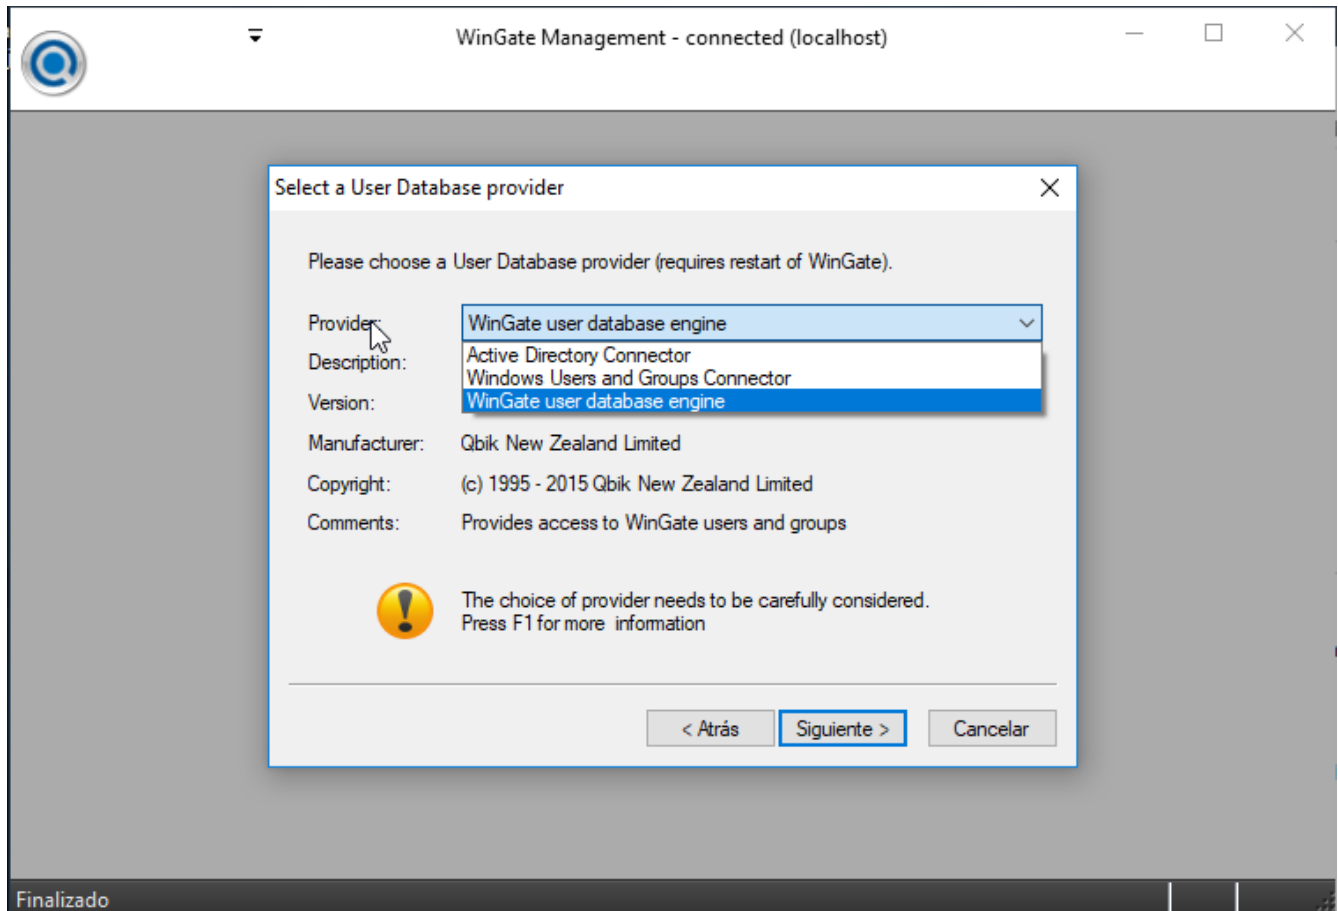 WinGate Management - connected (localhost)
Select a User Database provider
Please choose a User Database provider (requires restart of WinGate).
Provider: WinGate user database engine
Active Directory Connector
Description:
Windows Users and Groups Connector
Version: WinGate user database engine
Manufacturer: Qbik New Zealand Limited
Copyright: (c) 1995 - 2015 Qbik New Zealand Limited
Comments: Provides access to WinGate users and groups
The choice of provider needs to be carefully considered.
Press F1 for more information
< Atrás Siguiente > Cancelar
Finalizado